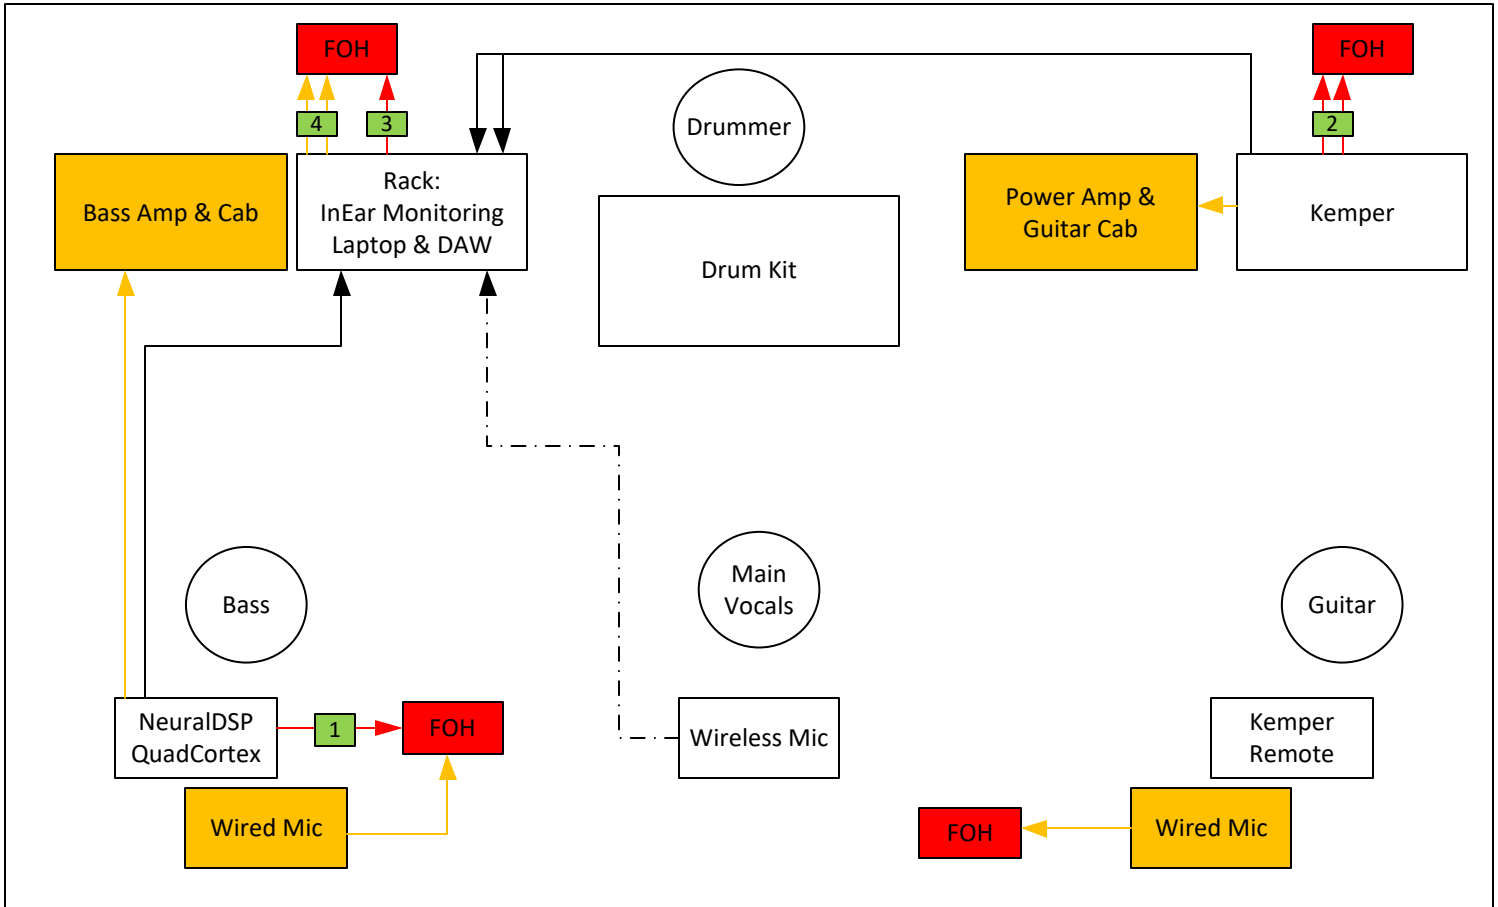 FOH
FOH
4
3
2
Drummer
Bass Amp & Cab
Rack:
InEar Monitoring
Laptop & DAW
Power Amp &
Guitar Cab
Kemper
Drum Kit
Bass
Main
Vocals
Guitar
NeuralDSP
QuadCortex
1
FOH
Wireless Mic
Kemper
Remote
Wired Mic
FOH
Wired Mic